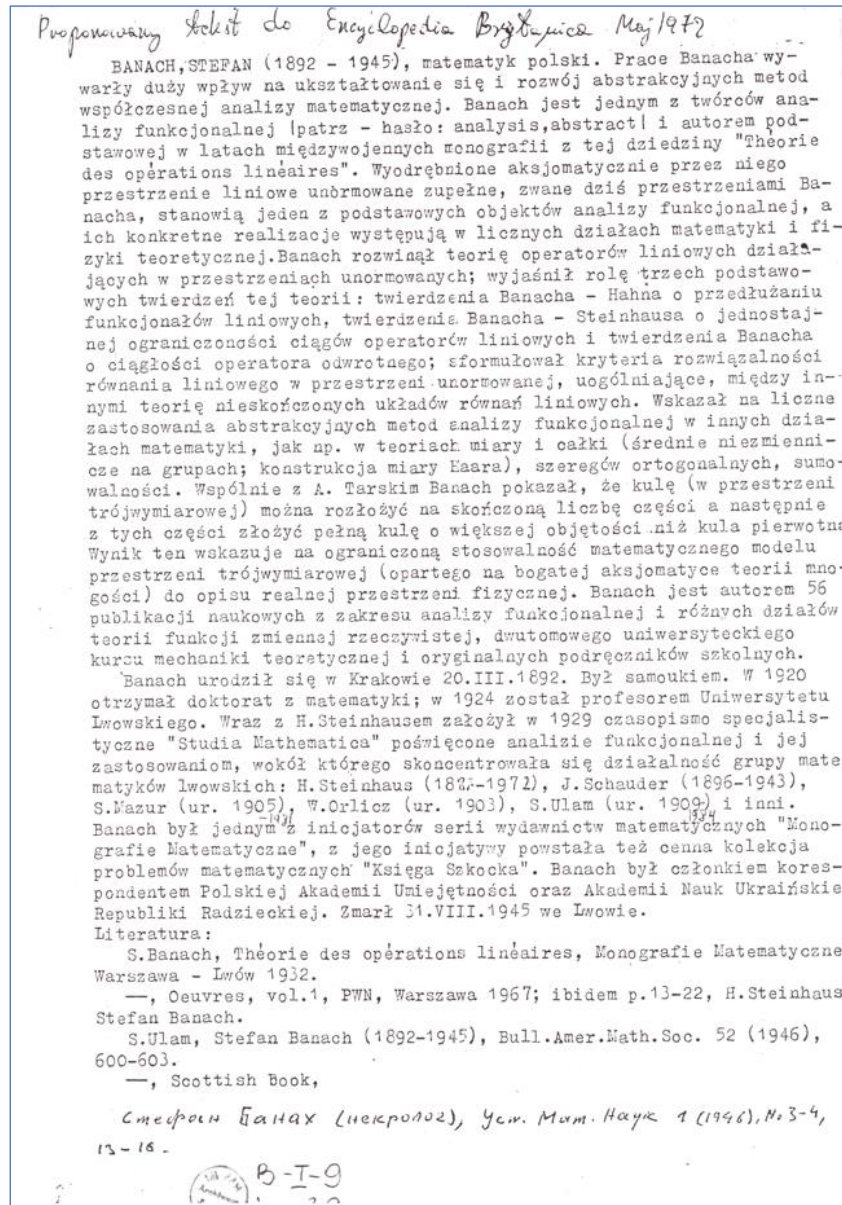 Proponowany tekst do Encyclopedia Brytanica Maj 1972
BANACH, STEFAN (1892 - 1945), matematyk polski. Prace Banacha wy-
warły duży wpływ na ukształtowanie się i rozwój abstrakcyjnych metod
współczesnej analizy matematycznej. Banach jest jednym z twórców ana-
lizy funkcjonalnej |patrz - hasło: analysis,abstract| i autorem pod-
stawowej w latach międzywojennych monografii z tej dziedziny "Théorie
des opérations linéaires". Wyodrębnione aksjomatycznie przez niego
przestrzenie liniowe unormowane zupełne, zwane dziś przestrzeniami Ba-
nacha, stanowią jeden z podstawowych objektów analizy funkcjonalnej, a
ich konkretne realizacje występują w licznych działach matematyki i fi-
zyki teoretycznej.Banach rozwinął teorię operatorów liniowych działa-
jących w przestrzeniach unormowanych; wyjaśnił rolę trzech podstawo-
wych twierdzeń tej teorii: twierdzenia Banacha - Hahna o przedłużaniu
funkcjonałów liniowych, twierdzenia Banacha - Steinhausa o jednostaj-
nej ograniczoności ciągów operatorów liniowych i twierdzenia Banacha
o ciągłości operatora odwrotnego; sformułował kryteria rozwiązalności
równania liniowego w przestrzeni unormowanej, uogólniające, między in-
nymi teorię nieskończonych układów równań liniowych. Wskazał na liczne
zastosowania abstrakcyjnych metod analizy funkcjonalnej w innych dzia-
łach matematyki, jak np. w teoriach miary i całki (średnie niezmienni-
cze na grupach; konstrukcja miary Haara), szeregów ortogonalnych, sumo-
walności. Wspólnie z A. Tarskim Banach pokazał, że kulę (w przestrzeni
trójwymiarowej) można rozłożyć na skończoną liczbę części a następnie
z tych części złożyć pełną kulę o większej objętości niż kula pierwotna
Wynik ten wskazuje na ograniczoną stosowalność matematycznego modelu
przestrzeni trójwymiarowej (opartego na bogatej aksjomatyce teorii mno-
gości) do opisu realnej przestrzeni fizycznej. Banach jest autorem 56
publikacji naukowych z zakresu analizy funkcjonalnej i różnych działów
teorii funkcji zmiennej rzeczywistej, dwutomowego uniwersyteckiego
kursu mechaniki teoretycznej i oryginalnych podręczników szkolnych.
Banach urodził się w Krakowie 20.III.1892. Był samoukiem. W 1920
otrzymał doktorat z matematyki; w 1924 został profesorem Uniwersytetu
Lwowskiego. Wraz z H.Steinhausem założył w 1929 czasopismo specjalis-
tyczne "Studia Mathematica" poświęcone analizie funkcjonalnej i jej
zastosowaniom, wokół którego skoncentrowała się działalność grupy mate
matyków lwowskich: H.Steinhaus (1887-1972), J.Schauder (1896-1943),
S.Mazur (ur. 1905), W.Orlicz (ur. 1903), S.Ulam (ur. 1909) i inni.
-1981 1984
Banach był jednym z inicjatorów serii wydawnictw matematycznych "Mono-
grafie Matematyczne", z jego inicjatywy powstała też cenna kolekcja
problemów matematycznych "Księga Szkocka". Banach był członkiem kores-
pondentem Polskiej Akademii Umiejętności oraz Akademii Nauk Ukraińskie
Republiki Radzieckiej. Zmarł 31.VIII.1945 we Lwowie.
Literatura:
S.Banach, Théorie des opérations linéaires, Monografie Matematyczne
Warszawa - Lwów 1932.
—, Oeuvres, vol.1, PWN, Warszawa 1967; ibidem p.13-22, H.Steinhaus
Stefan Banach.
S.Ulam, Stefan Banach (1892-1945), Bull.Amer.Math.Soc. 52 (1946),
600-603.
—, Scottish Book,
Стефан Банах (некролог), Усп. Мат. Наук 1 (1946), No 3-4,
13-16.
B-I-9